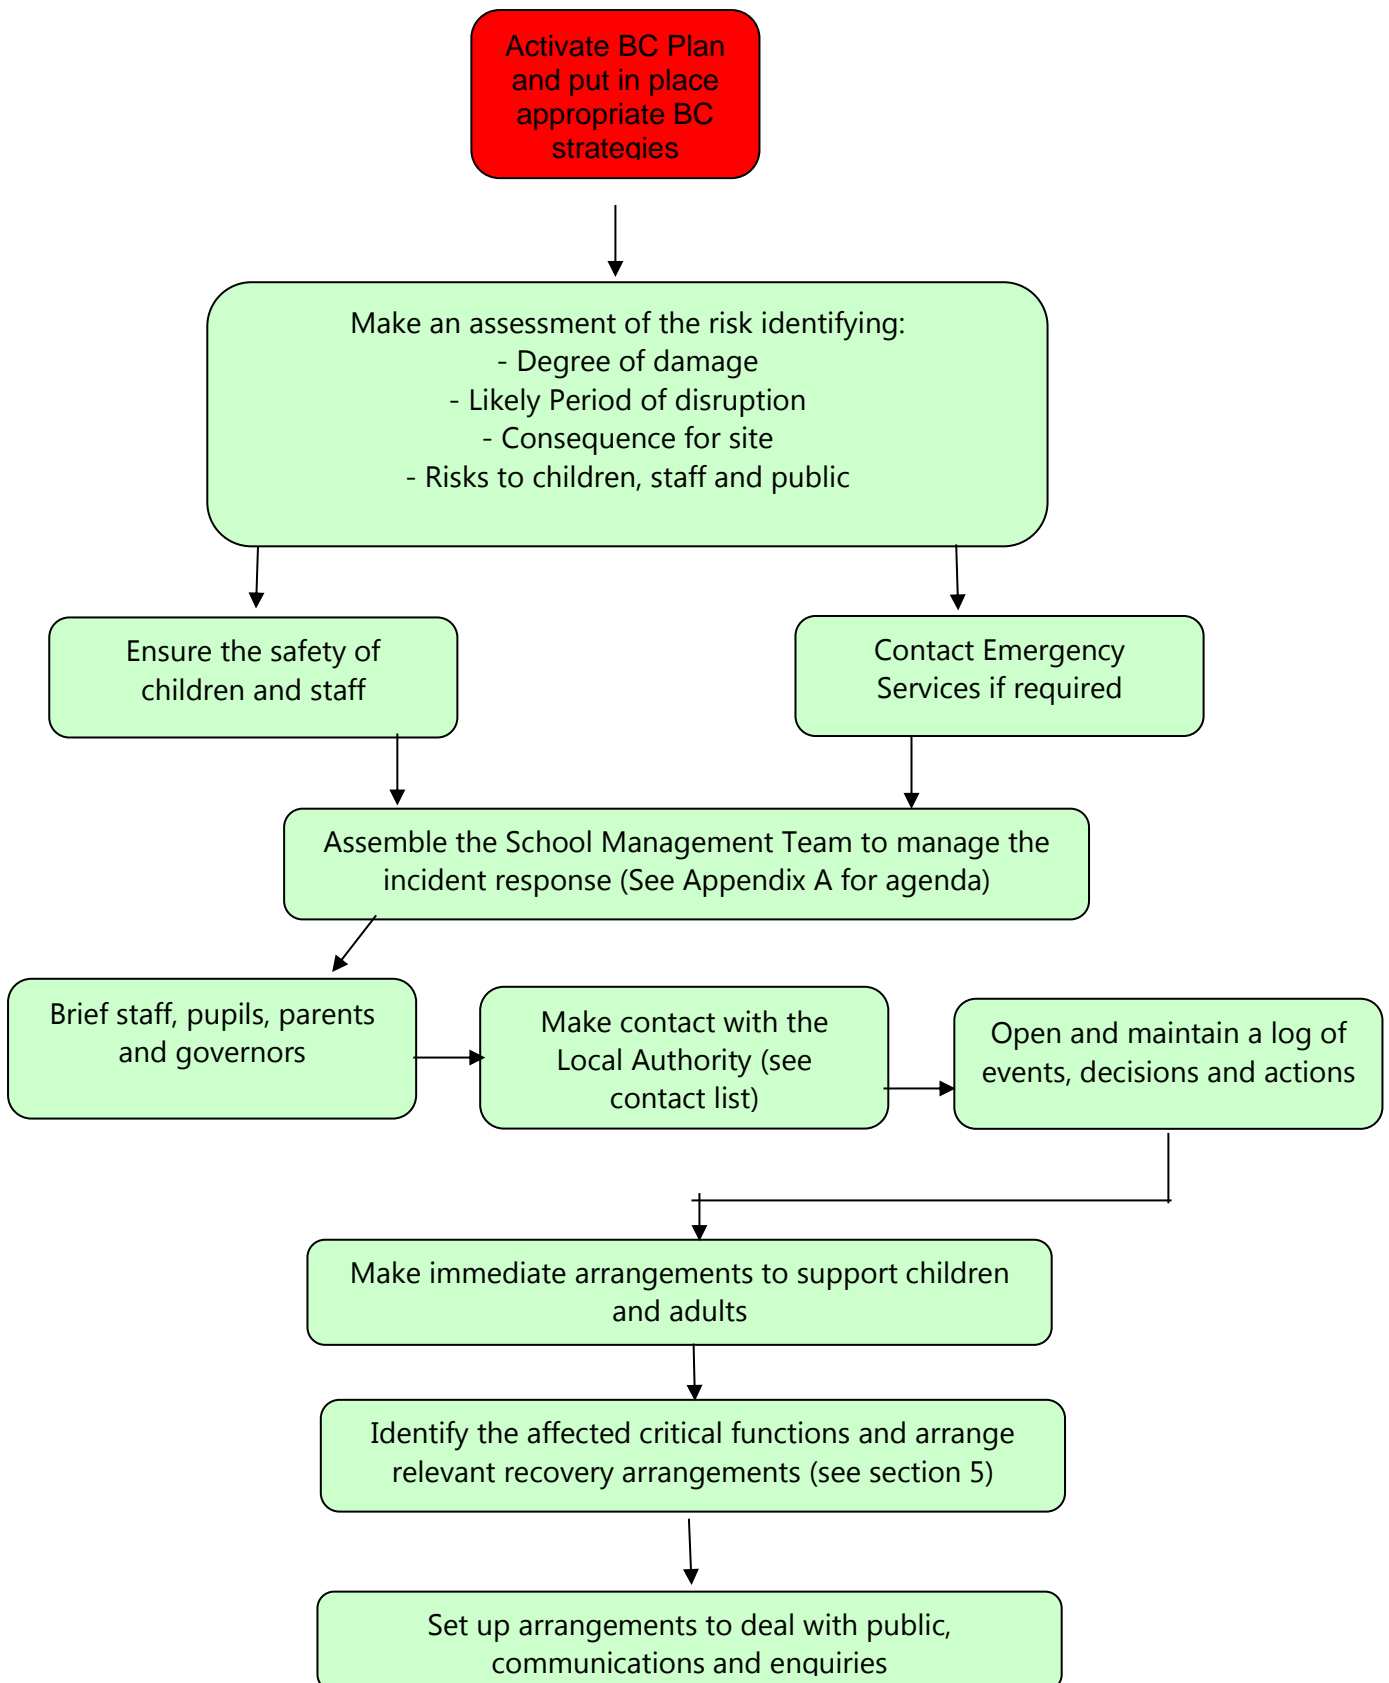 Activate BC Plan
and put in place
appropriate BC
strategies
Make an assessment of the risk identifying:
- Degree of damage
- Likely Period of disruption
- Consequence for site
- Risks to children, staff and public
Ensure the safety of
children and staff
Contact Emergency
Services if required
Assemble the School Management Team to manage the
incident response (See Appendix A for agenda)
Brief staff, pupils, parents
and governors
Make contact with the
Local Authority (see
contact list)
Open and maintain a log of
events, decisions and actions
Make immediate arrangements to support children
and adults
Identify the affected critical functions and arrange
relevant recovery arrangements (see section 5)
Set up arrangements to deal with public,
communications and enquiries